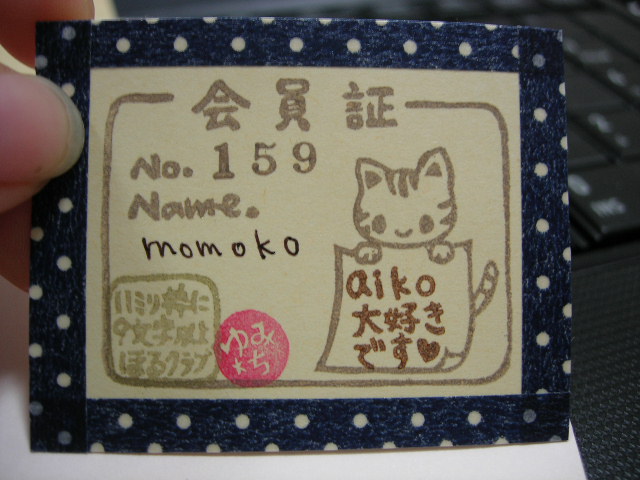 会員証
No. 159
Name.
momoko
aiko
大好き
です♥
11ミリ枠に
9文字以上
ほるクラブ
ゆみ
*ち